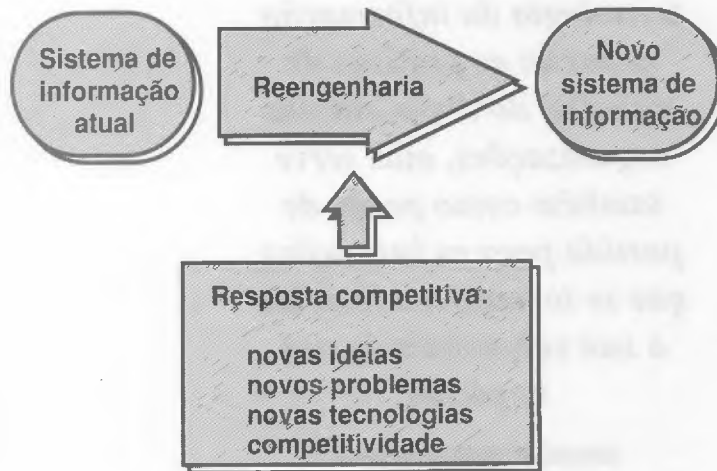 Sistema de
informação
atual
Reengenharia
Novo
sistema de
informação
Resposta competitiva:
novas idéias
novos problemas
novas tecnologias
competitividade